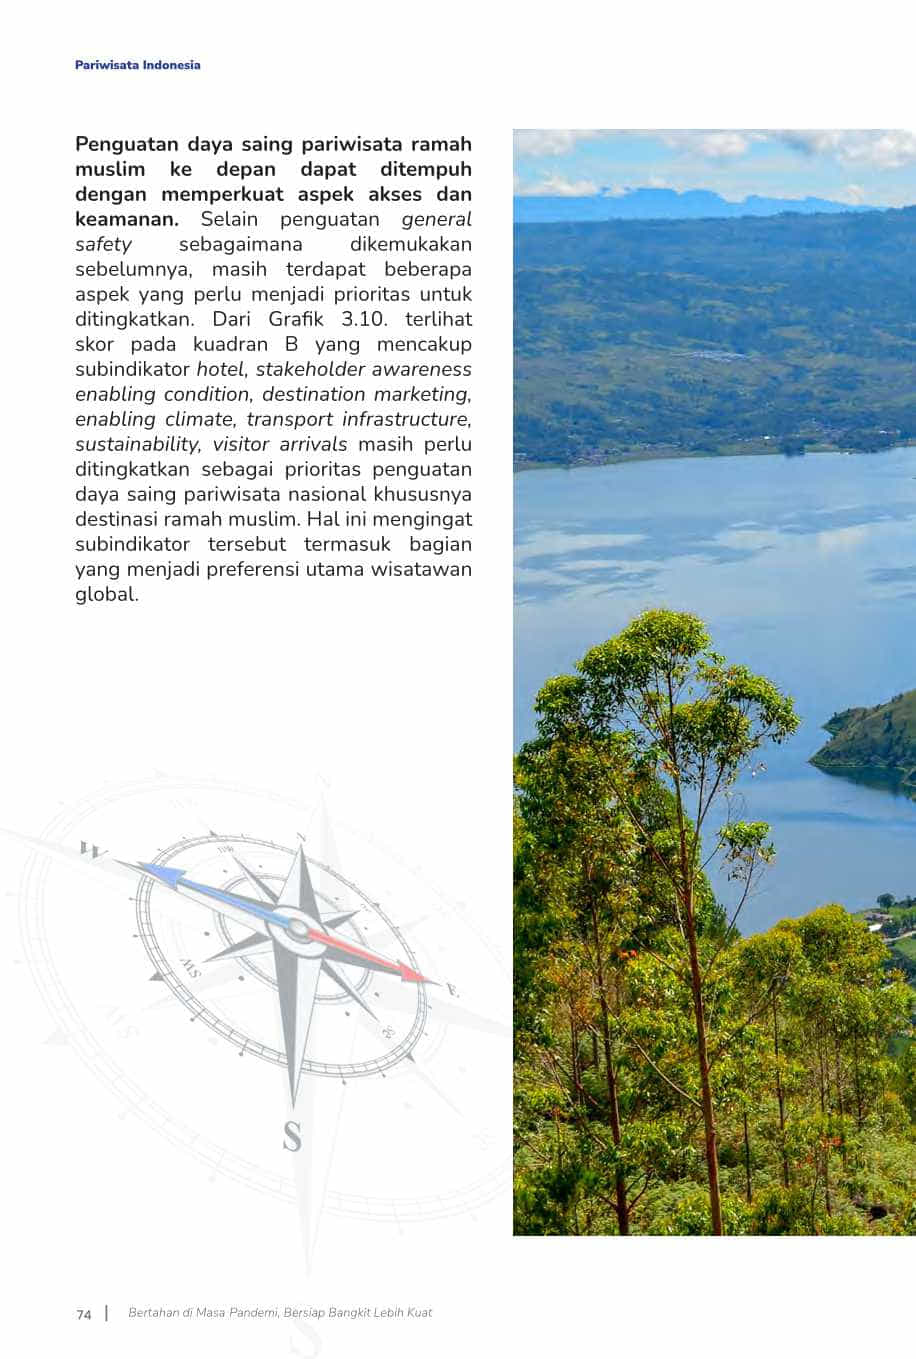 Pariwisata Indonesia
Penguatan daya saing pariwisata ramah
muslim ke depan dapat ditempuh
dengan memperkuat aspek akses dan
keamanan. Selain penguatan general
safety sebagaimana dikemukakan
sebelumnya, masih terdapat beberapa
aspek yang perlu menjadi prioritas untuk
ditingkatkan. Dari Grafik 3.10. terlihat
skor pada kuadran B yang mencakup
subindikator hotel, stakeholder awareness
enabling condition, destination marketing,
enabling climate, transport infrastructure,
sustainability, visitor arrivals masih perlu
ditingkatkan sebagai prioritas penguatan
daya saing pariwisata nasional khususnya
destinasi ramah muslim. Hal ini mengingat
subindikator tersebut termasuk bagian
yang menjadi preferensi utama wisatawan
global.
N
NW
W
E
SW
SE
SW
S
74 | Bertahan di Masa Pandemi, Bersiap Bangkit Lebih Kuat
S